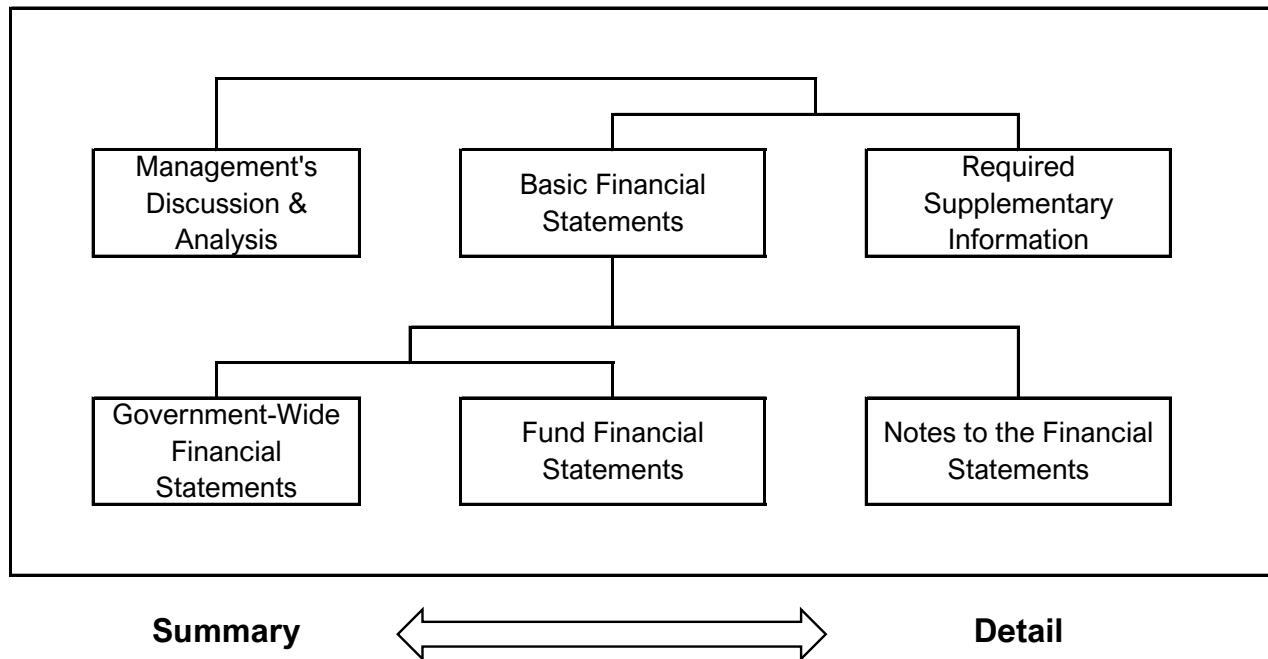 Management's
Discussion &
Analysis
Basic Financial
Statements
Required
Supplementary
Information
Government-Wide
Financial
Statements
Fund Financial
Statements
Notes to the Financial
Statements
Summary
Detail